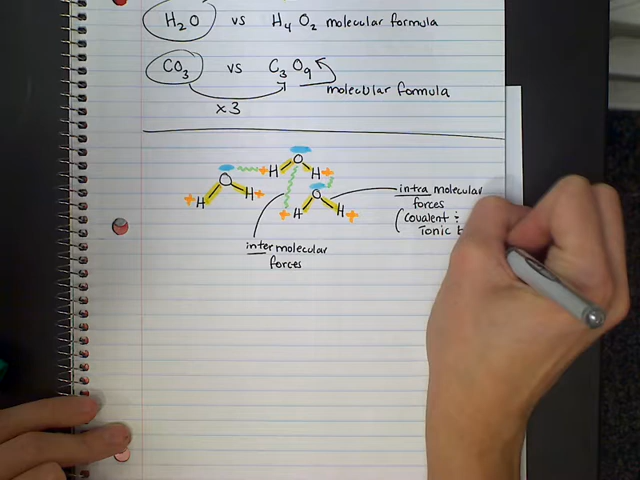 H2O vs H4O2 molecular formula
CO3 vs C3O9
molecular formula
x3
O
H H
O
H H
O
H H
intra molecular
forces
(covalent &
Ionic b
inter molecular
forces